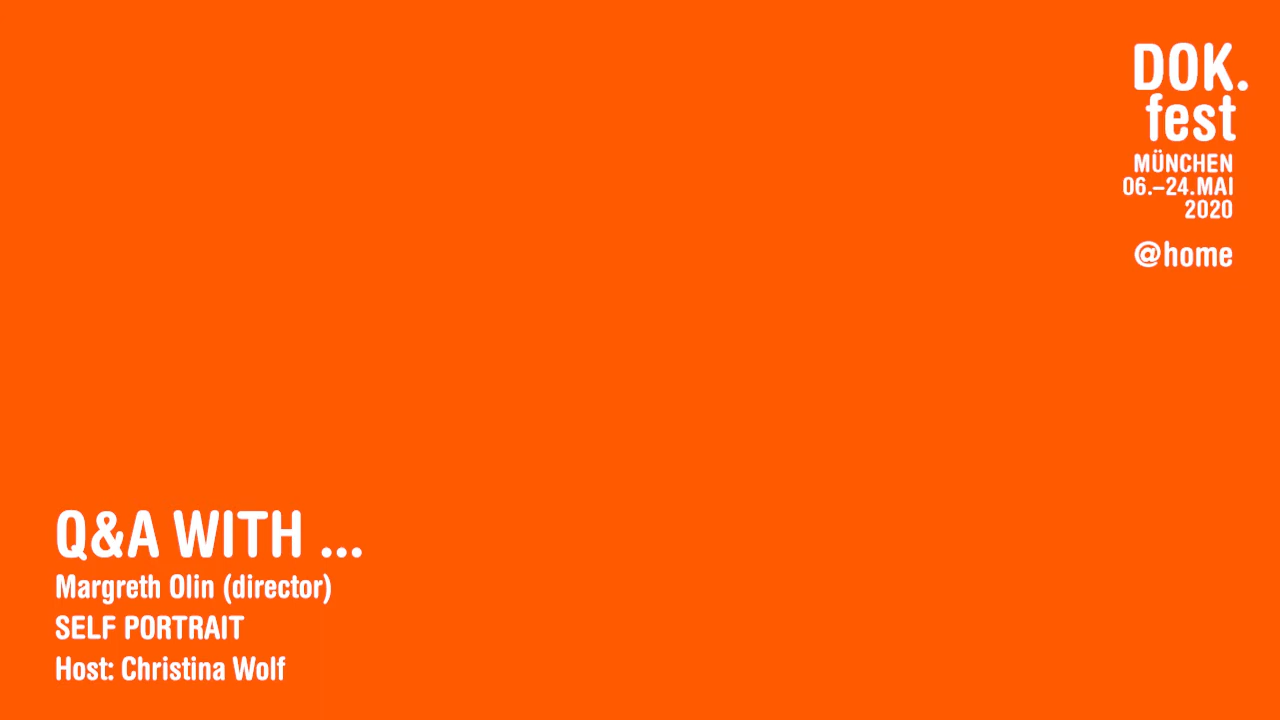 DOK.
fest
MÜNCHEN
06.–24.MAI
2020
@home
Q&A WITH ...
Margreth Olin (director)
SELF PORTRAIT
Host: Christina Wolf